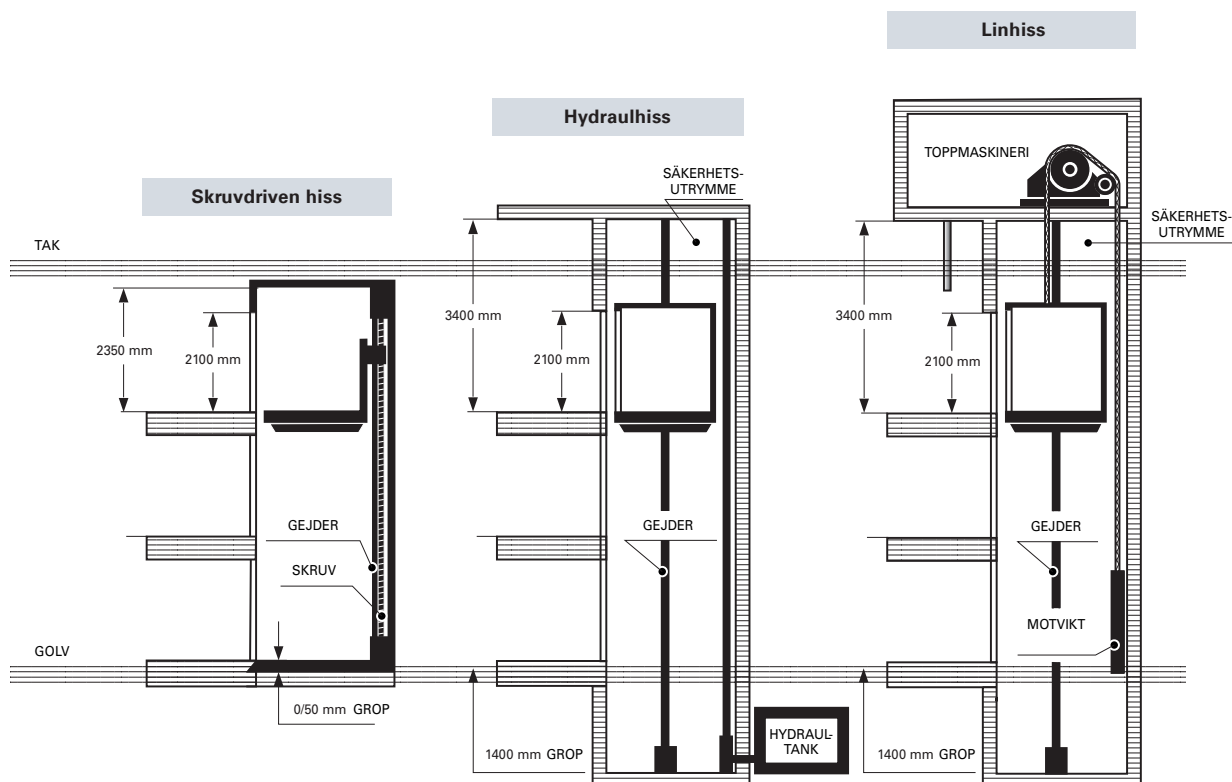 Linhiss
Hydraulhiss
Skruvdriven hiss
TOPPMASKINERI
SÄKERHETS-
UTRYMME
SÄKERHETS-
UTRYMME
TAK
2350 mm
2100 mm
3400 mm
2100 mm
3400 mm
2100 mm
GEJDER
SKRUV
GEJDER
GEJDER
MOTVIKT
GOLV
0/50 mm GROP
1400 mm GROP
HYDRAUL-
TANK
1400 mm GROP